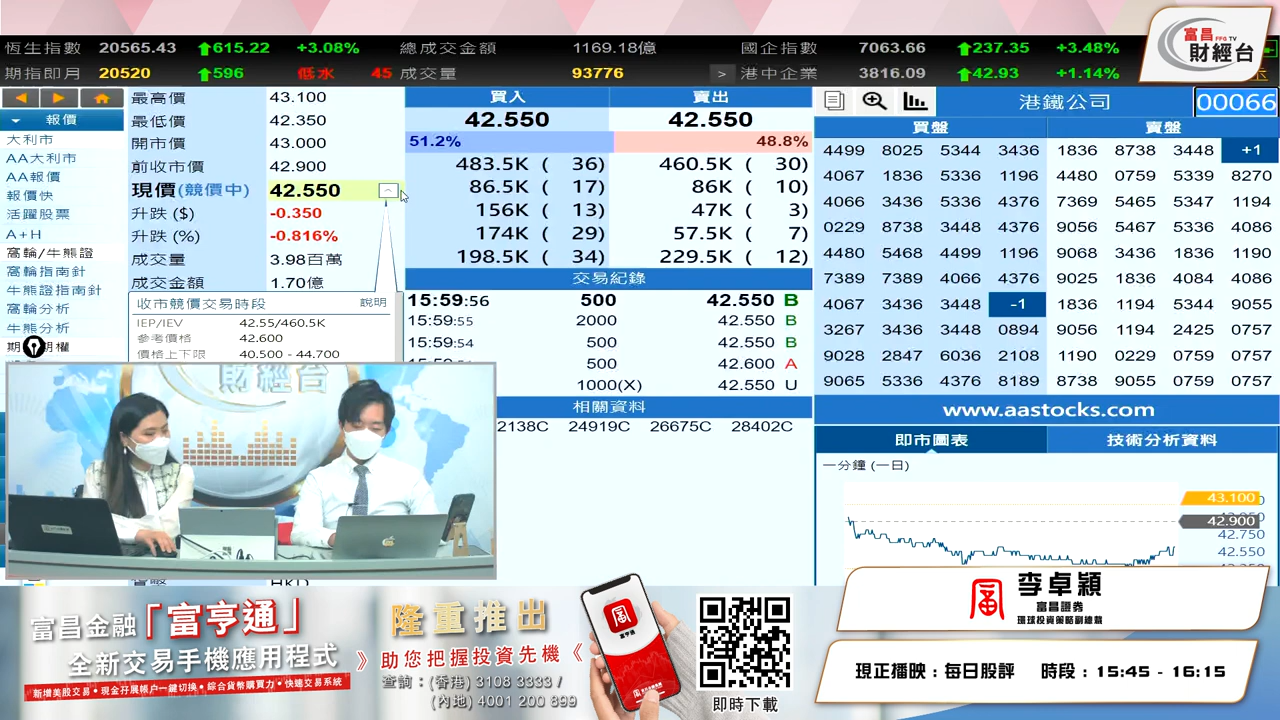 恆生指數 20565.43 615.22 +3.08% 總成交金額 1169.18億 國企指數 7063.66 237.35 +3.48%
期指即月 20520 596 低水 45 成交量 93776 > 港中企業 3816.09 42.93 +1.14%
富昌 FFG TV
財經台
報價
大利市
AA大利市
AA報價
報價快
活躍股票
A+H
窩輪/牛熊證
窩輪指南針
牛熊證指南針
窩輪分析
牛熊分析
最高價 43.100
最低價 42.350
開市價 43.000
前收市價 42.900
現價(競價中) 42.550
升跌 ($) -0.350
升跌 (%) -0.816%
成交量 3.98百萬
成交金額 1.70億
收市競價交易時段 說明
IEP/IEV 42.55/460.5K
參考價格 42.600
價格上下限 40.500 - 44.700
買入 賣出
42.550 42.550
51.2% 48.8%
483.5K ( 36) 460.5K ( 30)
86.5K ( 17) 86K ( 10)
156K ( 13) 47K ( 3)
174K ( 29) 57.5K ( 7)
198.5K ( 34) 229.5K ( 12)
交易紀錄
15:59:56 500 42.550 B
15:59:55 2000 42.550 B
15:59:54 500 42.550 B
500 42.600 A
1000(X) 42.550 U
相關資料
2138C 24919C 26675C 28402C
港鐵公司 00066
買盤 賣盤
4499 8025 5344 3436 1836 8738 3448 +1
4067 1836 5336 1196 4480 0759 5339 8270
4066 3436 5336 4376 7369 5465 5347 1194
0229 8738 3448 4376 9056 5467 5336 4086
4480 5468 4499 1196 9068 3436 1836 1190
7389 7389 4066 4376 9025 1836 4084 4286
4067 3436 3448 -1 1836 1194 5344 9055
3267 3436 3448 0894 9056 1194 2425 0757
9028 2847 6036 2108 1190 0229 0759 0757
9065 5336 4376 8189 8738 9055 0759 0757
www.aastocks.com
即市圖表 技術分析資料
一分鐘 (一日)
43.100
42.900
42.750
42.550
財經台
富昌金融「富亨通」
全新交易手機應用程式
新增美股交易•現金孖展帳户一鍵切換•綜合貨幣購買力•快速交易系統
隆重推出
》助您把握投資先機《
查詢：(香港) 3108 3333 /
(內地) 4001 200 899
富亨通
即時下載
李卓穎
富昌證券
環球投資策略副總裁
現正播映：每日股評 時段：15:45 - 16:15